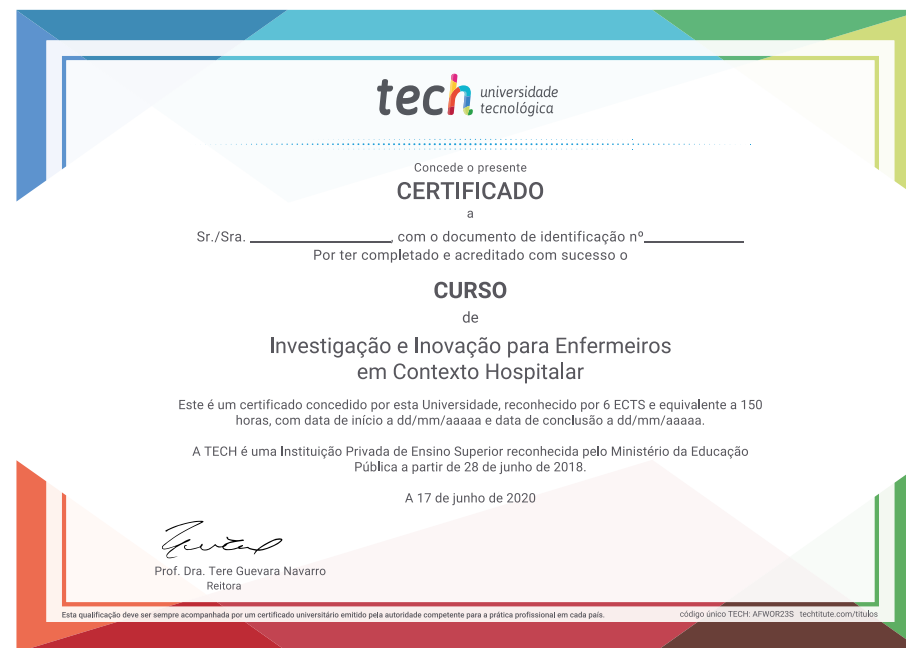 tech universidade
tecnológica
Concede o presente
CERTIFICADO
a
Sr./Sra. ________________, com o documento de identificação nº____________
Por ter completado e acreditado com sucesso o
CURSO
de
Investigação e Inovação para Enfermeiros
em Contexto Hospitalar
Este é um certificado concedido por esta Universidade, reconhecido por 6 ECTS e equivalente a 150
horas, com data de início a dd/mm/aaaaa e data de conclusão a dd/mm/aaaaa.
A TECH é uma Instituição Privada de Ensino Superior reconhecida pelo Ministério da Educação
Pública a partir de 28 de junho de 2018.
A 17 de junho de 2020
Prof. Dra. Tere Guevara Navarro
Reitora
Esta qualificação deve ser sempre acompanhada por um certificado universitário emitido pela autoridade competente para a prática profissional em cada país.
código único TECH: AFWOR23S techtitute.com/titulos